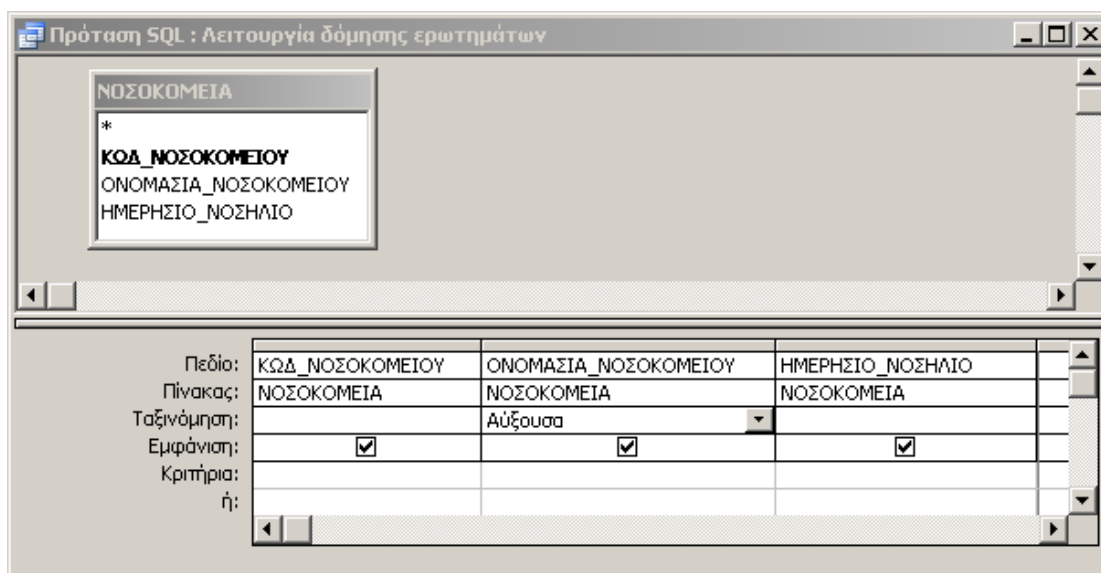 Πρόταση SQL : Λειτουργία δόμησης ερωτημάτων
ΝΟΣΟΚΟΜΕΙΑ
*
ΚΩΔ_ΝΟΣΟΚΟΜΕΙΟΥ
ΟΝΟΜΑΣΙΑ_ΝΟΣΟΚΟΜΕΙΟΥ
ΗΜΕΡΗΣΙΟ_ΝΟΣΗΛΙΟ
Πεδίο: ΚΩΔ_ΝΟΣΟΚΟΜΕΙΟΥ ΟΝΟΜΑΣΙΑ_ΝΟΣΟΚΟΜΕΙΟΥ ΗΜΕΡΗΣΙΟ_ΝΟΣΗΛΙΟ
Πίνακας: ΝΟΣΟΚΟΜΕΙΑ ΝΟΣΟΚΟΜΕΙΑ ΝΟΣΟΚΟΜΕΙΑ
Ταξινόμηση: Αύξουσα
Εμφάνιση:
Κριτήρια:
ή: